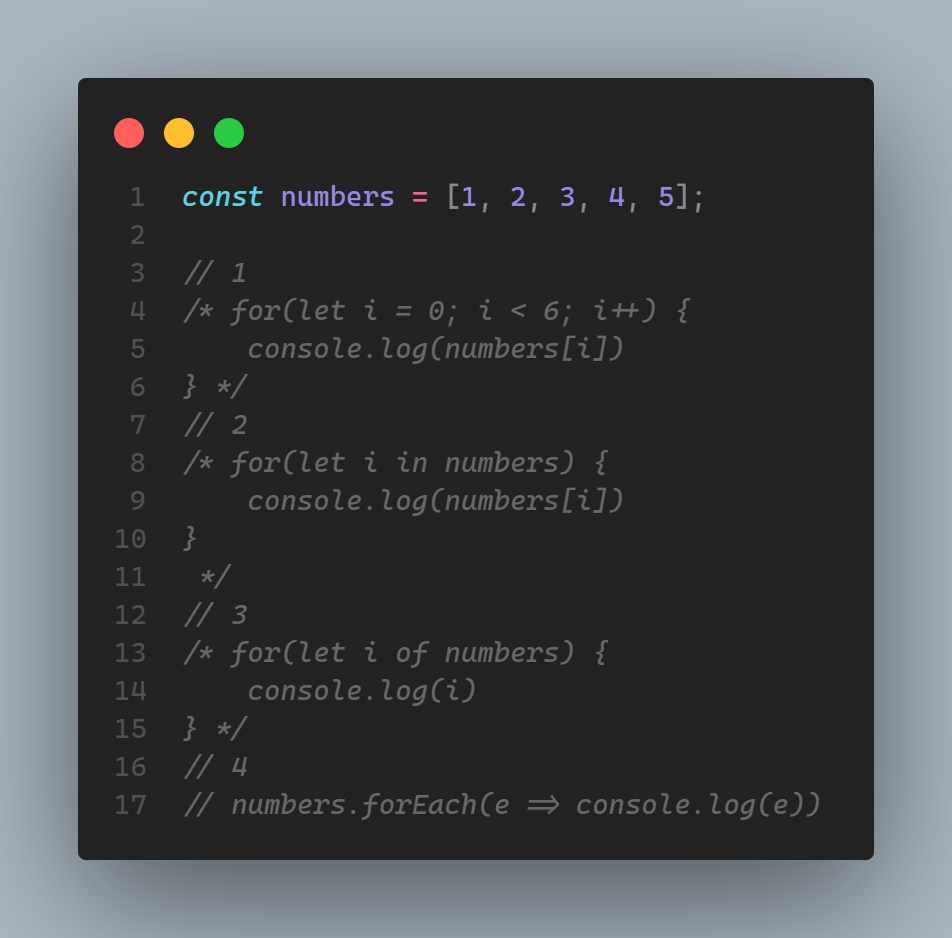 1 const numbers = [1, 2, 3, 4, 5];
2
3 // 1
4 /* for(let i = 0; i < 6; i++) {
5     console.log(numbers[i])
6 } */
7 // 2
8 /* for(let i in numbers) {
9     console.log(numbers[i])
10 }
11  */
12 // 3
13 /* for(let i of numbers) {
14     console.log(i)
15 } */
16 // 4
17 // numbers.forEach(e => console.log(e))